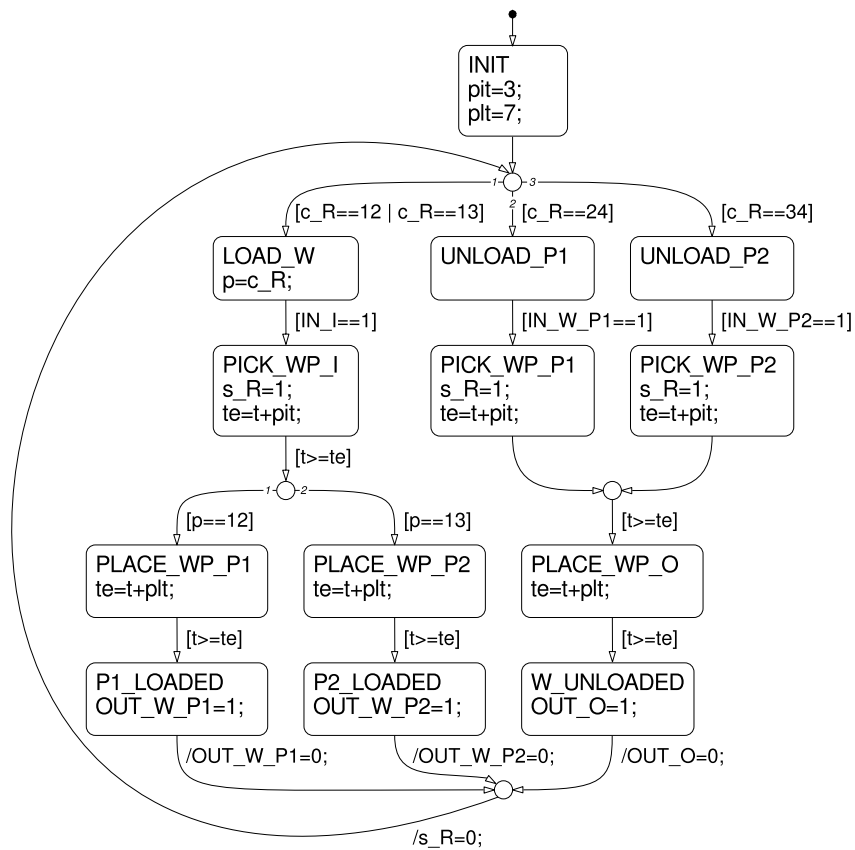 INIT
pit=3;
plt=7;
1
3
2
[c_R==12 | c_R==13]
[c_R==24]
[c_R==34]
LOAD_W
p=c_R;
UNLOAD_P1
UNLOAD_P2
[IN_I==1]
[IN_W_P1==1]
[IN_W_P2==1]
PICK_WP_I
s_R=1;
te=t+pit;
PICK_WP_P1
s_R=1;
te=t+pit;
PICK_WP_P2
s_R=1;
te=t+pit;
[t>=te]
1
2
[p==12]
[p==13]
[t>=te]
PLACE_WP_P1
te=t+plt;
PLACE_WP_P2
te=t+plt;
PLACE_WP_O
te=t+plt;
[t>=te]
[t>=te]
[t>=te]
P1_LOADED
OUT_W_P1=1;
P2_LOADED
OUT_W_P2=1;
W_UNLOADED
OUT_O=1;
/OUT_W_P1=0;
/OUT_W_P2=0;
/OUT_O=0;
/s_R=0;